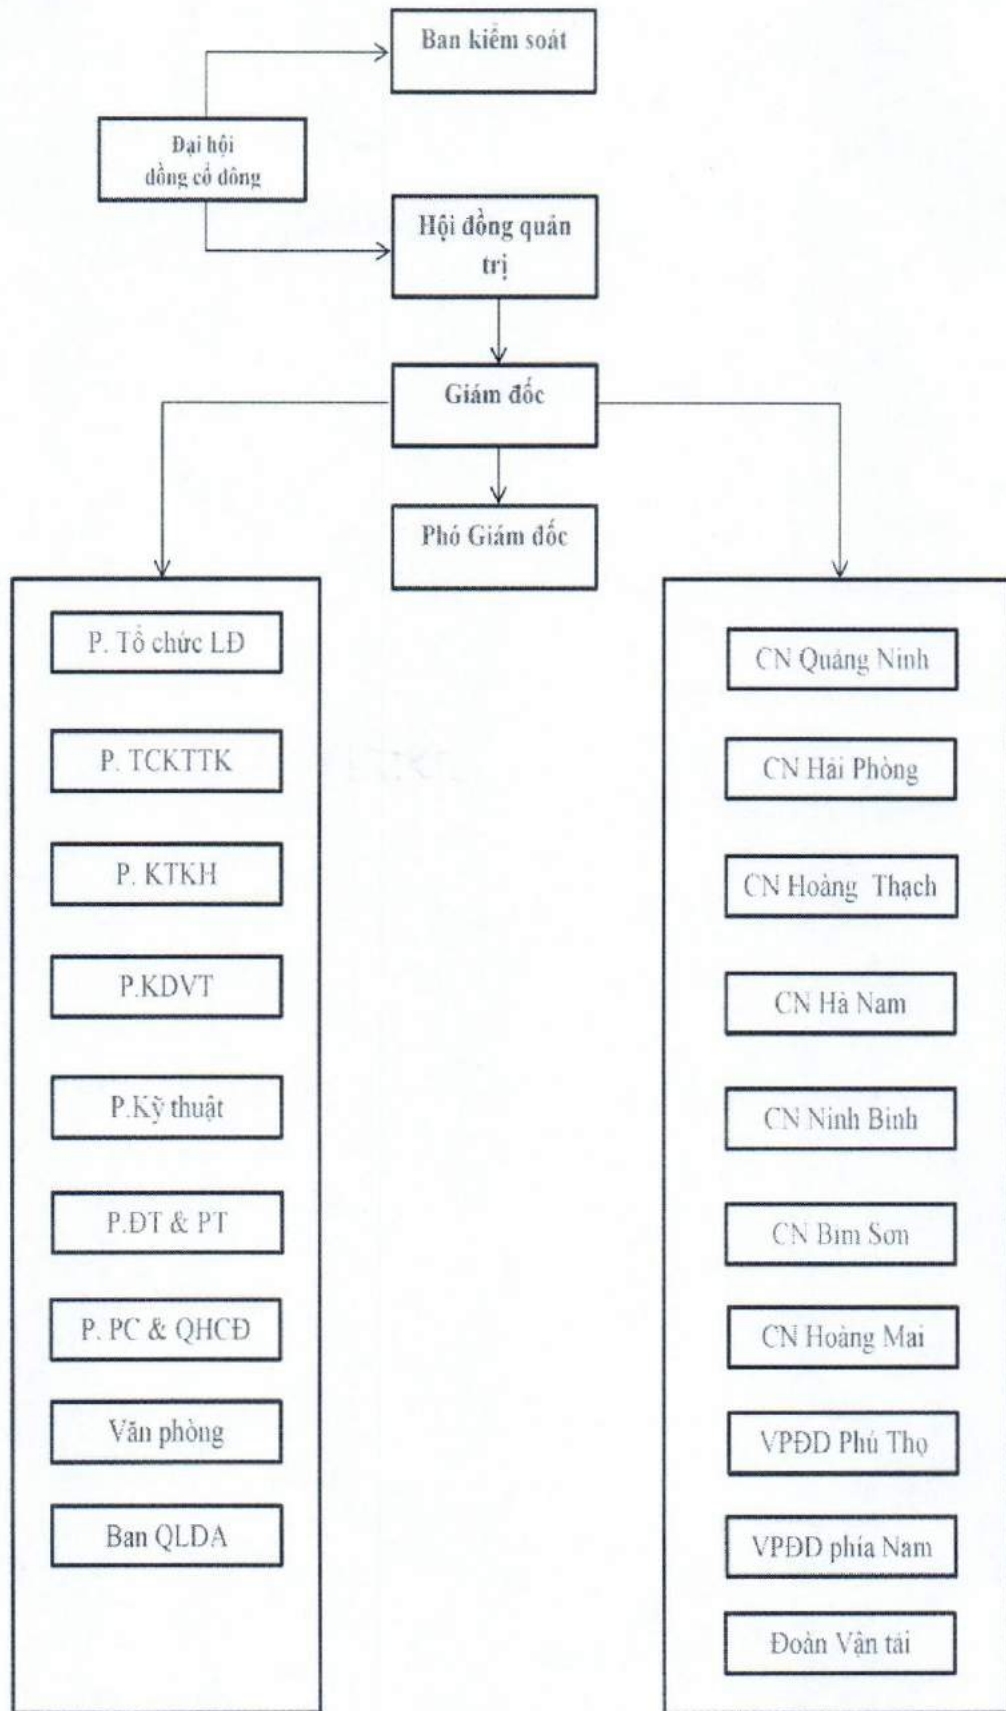 Ban kiểm soát
Đại hội
đồng cổ đông
Hội đồng quản
trị
Giám đốc
Phó Giám đốc
P. Tổ chức LĐ
P. TCKTTK
P. KTKH
P.KDVT
P.Kỹ thuật
P.ĐT & PT
P. PC & QHCĐ
Văn phòng
Ban QLDA
CN Quảng Ninh
CN Hải Phòng
CN Hoàng Thạch
CN Hà Nam
CN Ninh Bình
CN Bỉm Sơn
CN Hoàng Mai
VPĐD Phú Thọ
VPĐD phía Nam
Đoàn Vận tải